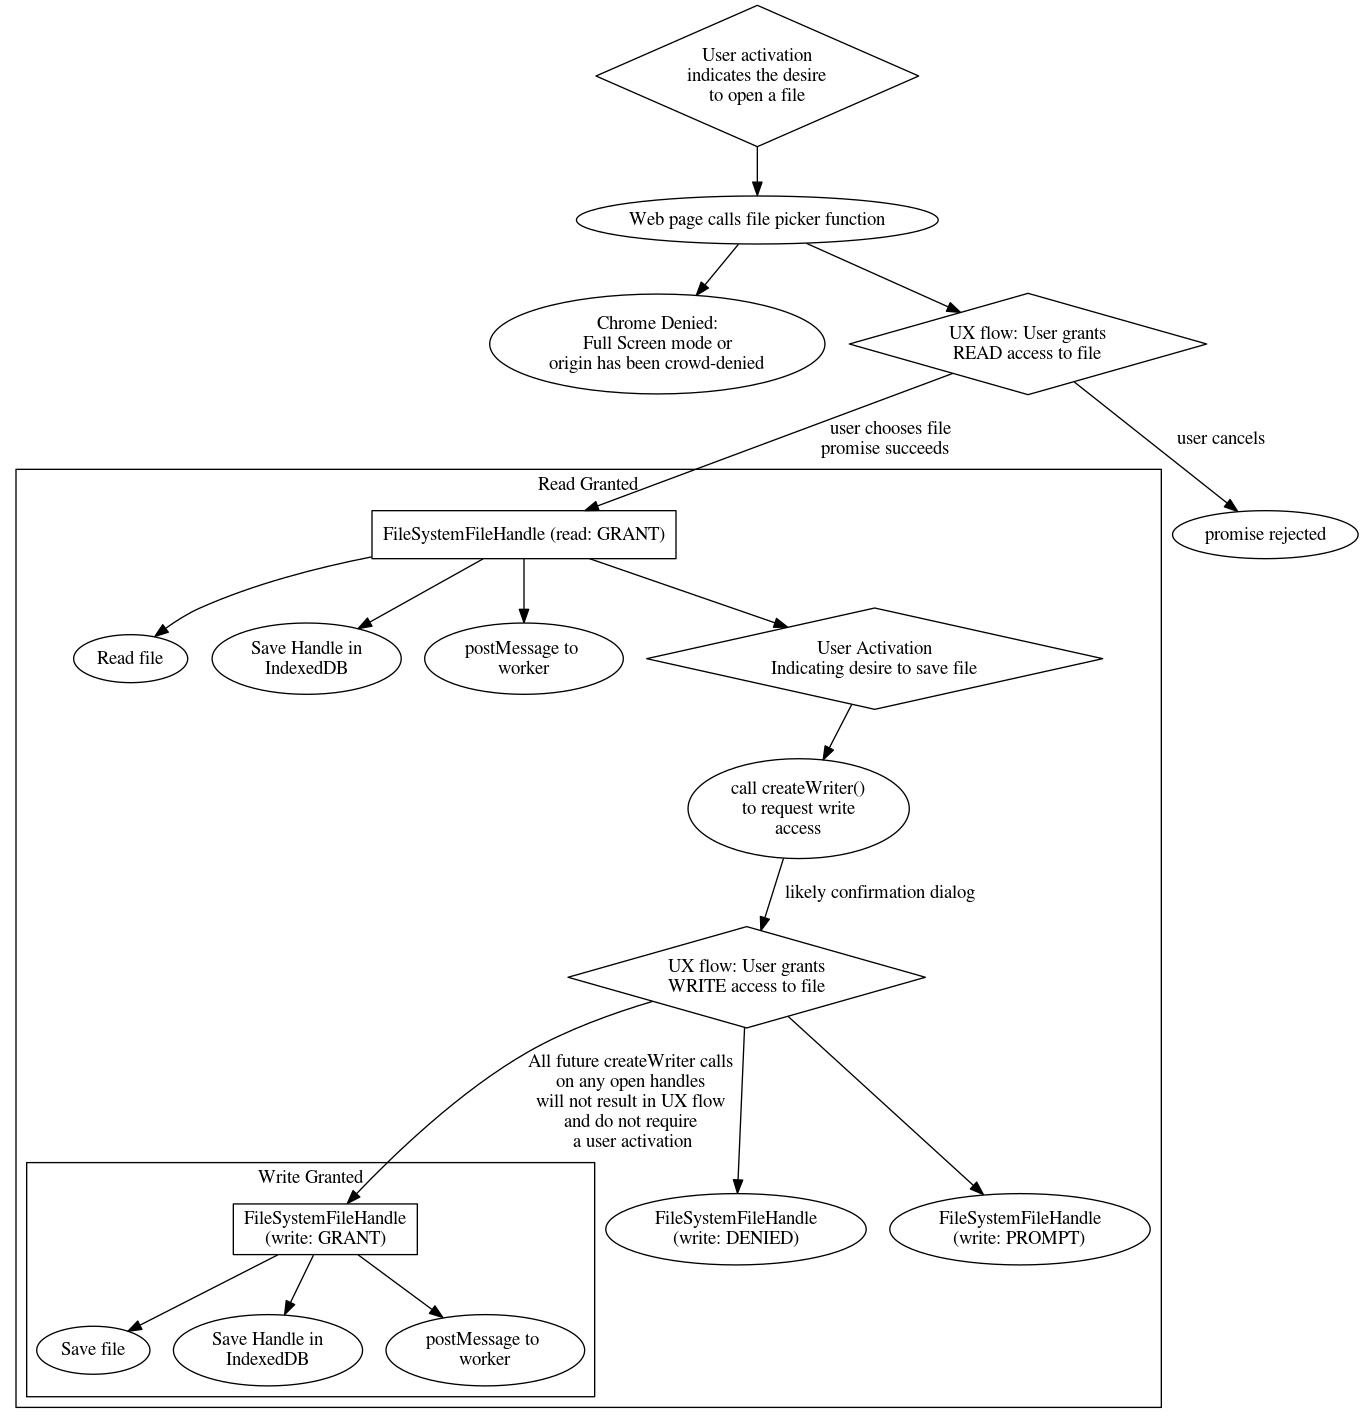 User activation
indicates the desire
to open a file
Web page calls file picker function
Chrome Denied:
Full Screen mode or
origin has been crowd-denied
UX flow: User grants
READ access to file
user chooses file
promise succeeds
user cancels
Read Granted
FileSystemFileHandle (read: GRANT)
promise rejected
Read file
Save Handle in
IndexedDB
postMessage to
worker
User Activation
Indicating desire to save file
call createWriter()
to request write
access
likely confirmation dialog
UX flow: User grants
WRITE access to file
All future createWriter calls
on any open handles
will not result in UX flow
and do not require
a user activation
Write Granted
FileSystemFileHandle
(write: GRANT)
FileSystemFileHandle
(write: DENIED)
FileSystemFileHandle
(write: PROMPT)
Save file
Save Handle in
IndexedDB
postMessage to
worker